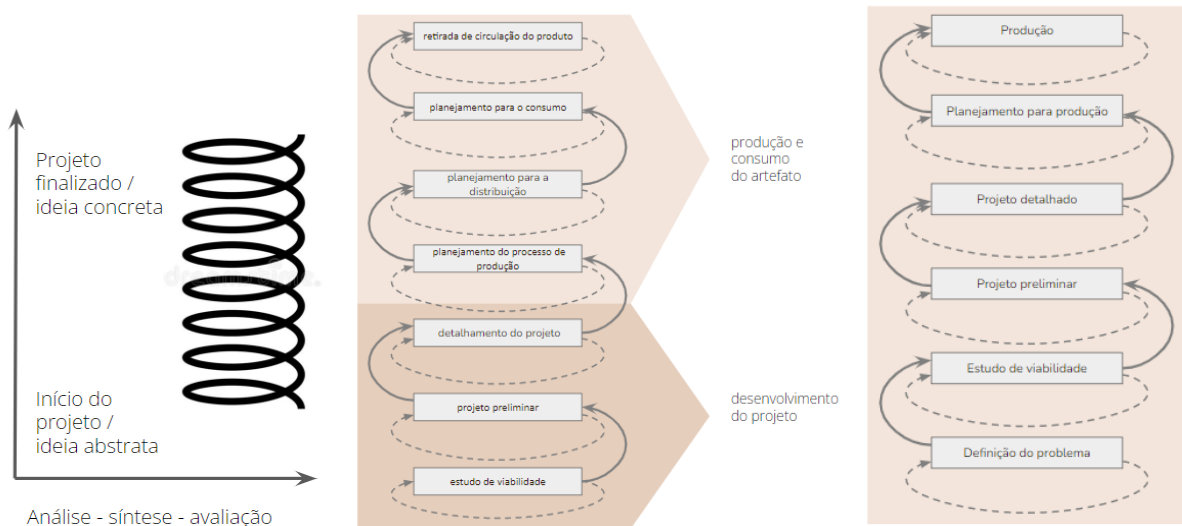 Projeto
finalizado /
ideia concreta
Início do
projeto /
ideia abstrata
Análise - síntese - avaliação
retirada de circulação do produto
planejamento para o consumo
planejamento para a
distribuição
planejamento do processo de
produção
detalhamento do projeto
projeto preliminar
estudo de viabilidade
produção e
consumo
do artefato
desenvolvimento
do projeto
Produção
Planejamento para produção
Projeto detalhado
Projeto preliminar
Estudo de viabilidade
Definição do problema